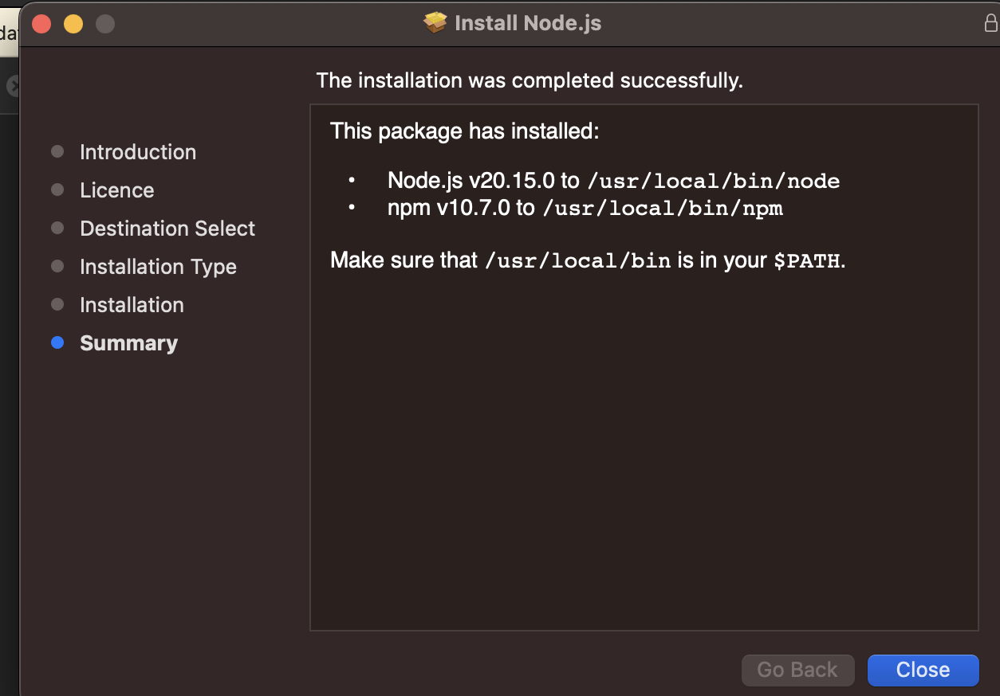 Install Node.js
The installation was completed successfully.
Introduction
Licence
Destination Select
Installation Type
Installation
Summary
This package has installed:
• Node.js v20.15.0 to /usr/local/bin/node
• npm v10.7.0 to /usr/local/bin/npm
Make sure that /usr/local/bin is in your $PATH.
Go Back
Close